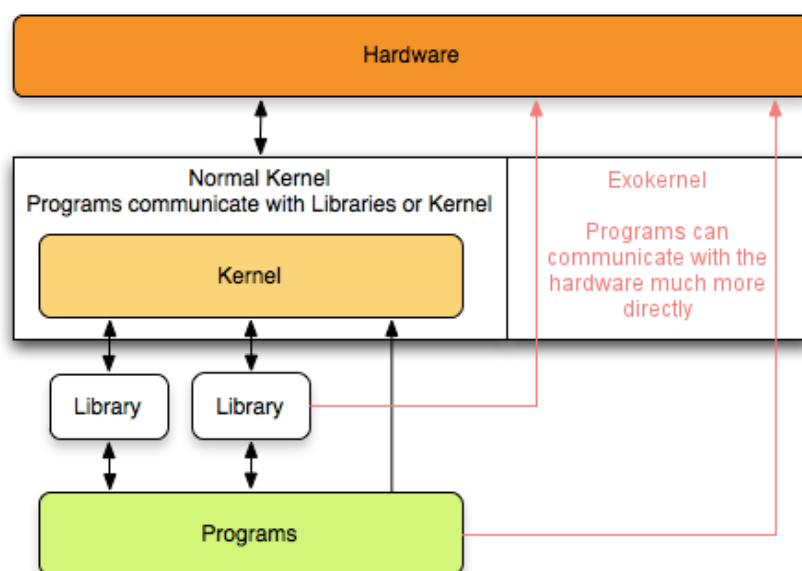 Hardware
Normal Kernel
Programs communicate with Libraries or Kernel
Kernel
Exokernel
Programs can
communicate with the
hardware much more
directly
Library
Library
Programs